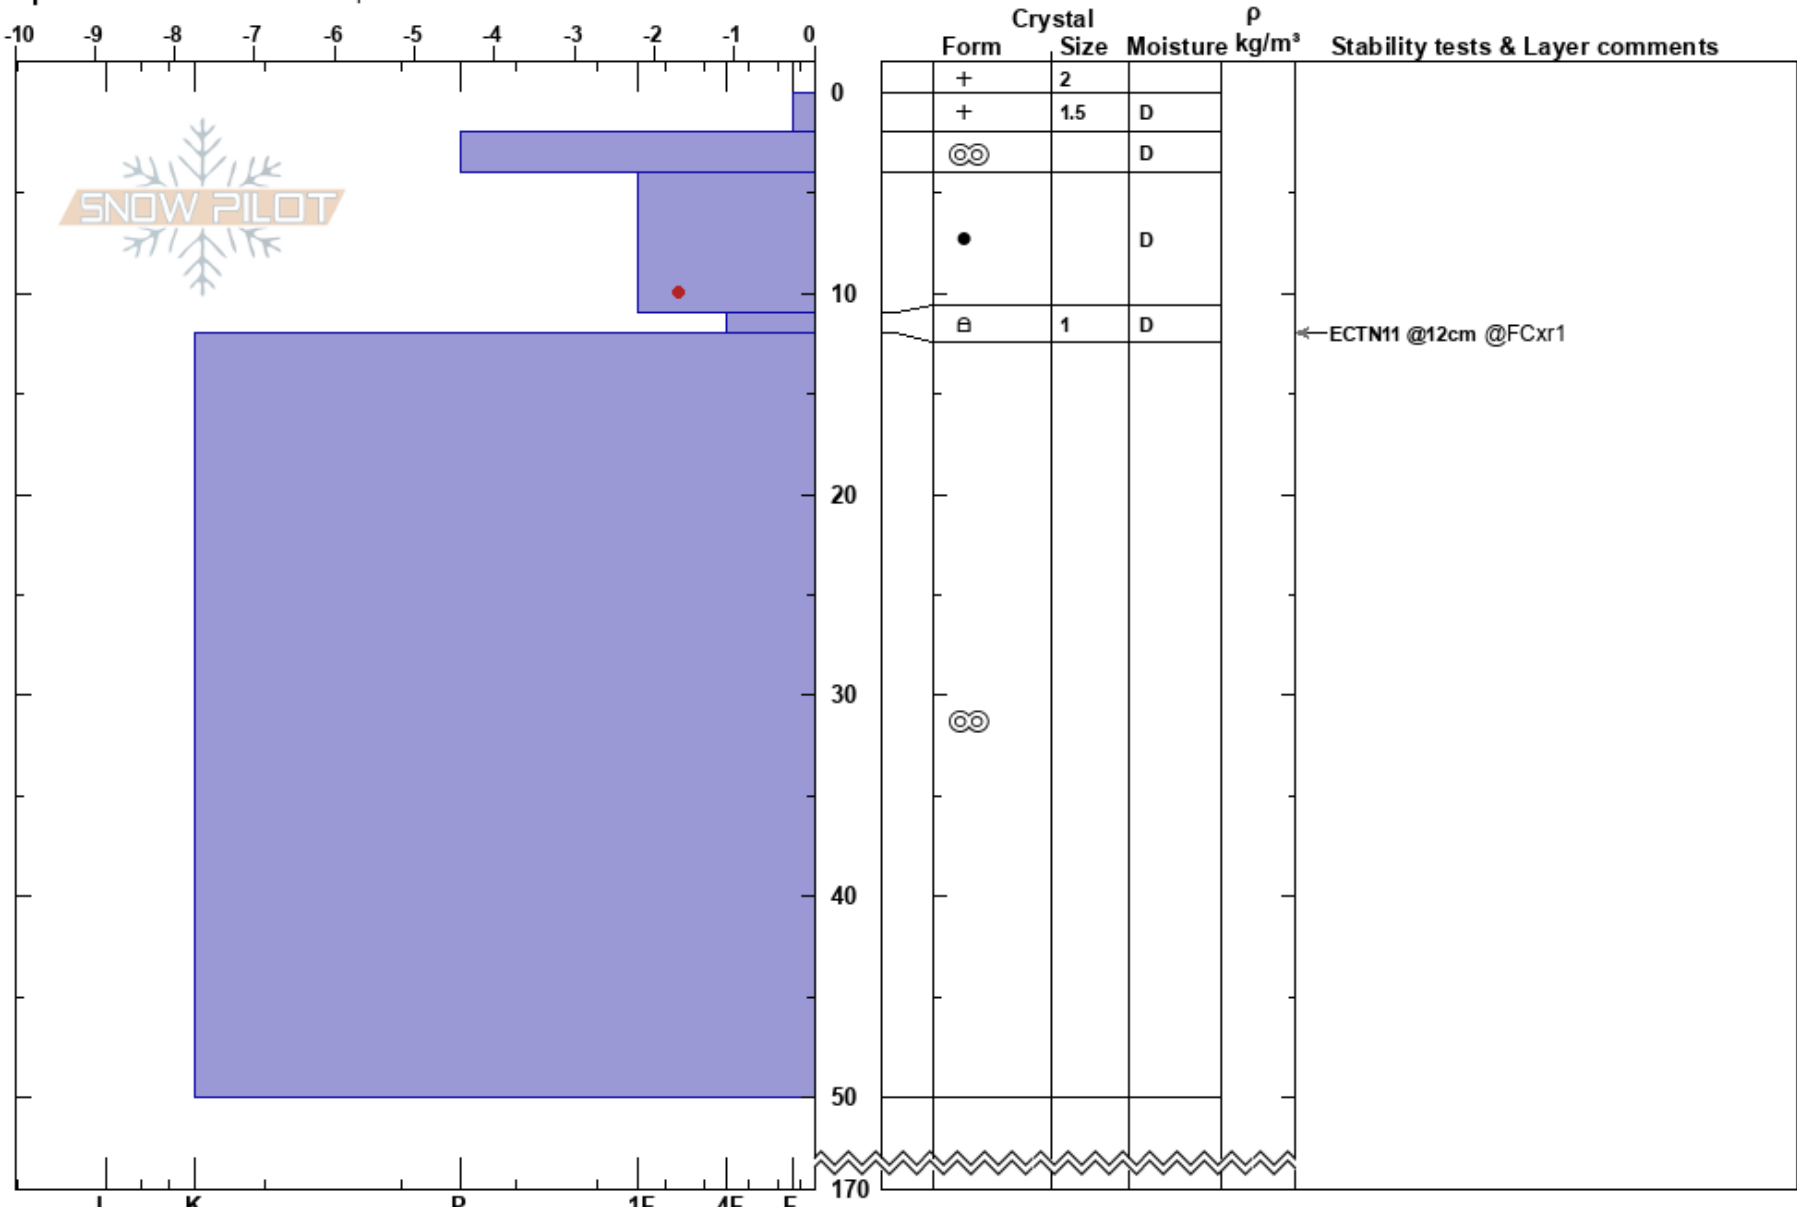 -10 -9 -8 -7 -6 -5 -4 -3 -2 -1 0
Crystal ρ
Form Size Moisture kg/m³ Stability tests & Layer comments
+ 2
0
+ 1.5 D
D
SNOW PILOT
D
10
1 D
ECTN11 @12cm @FCxr1
20
30
40
50
170
I K P 1F 4F F